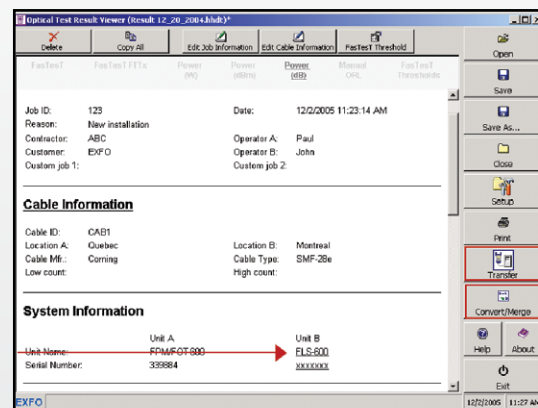 Optical Test Result Viewer (Result 12_20_2004.bhdt)*
Delete Copy All Edit Job Information Edit Cable Information FasTesT Threshold
FasTesT FasTesT FTTx Power (W) Power (dBm) Power (dB) Manual ORL FasTesT Thresholds
Job ID: 123 Date: 12/2/2005 11:23:14 AM
Reason: New installation
Contractor: ABC Operator A: Paul
Customer: EXFO Operator B: John
Custom job 1: Custom job 2:
Cable Information
Cable ID: CAB1
Location A: Quebec Location B: Montreal
Cable Mfr.: Corning Cable Type: SMF-28e
Low count: High count:
System Information
Unit A Unit B
Unit Name: FPM/FOT-600 FLS-600
Serial Number: 339884 xxxxxxx
EXFO
Open
Save
Save As...
Close
Setup
Print
Transfer
Convert/Merge
Help About
Exit
12/2/2005 11:27 AM